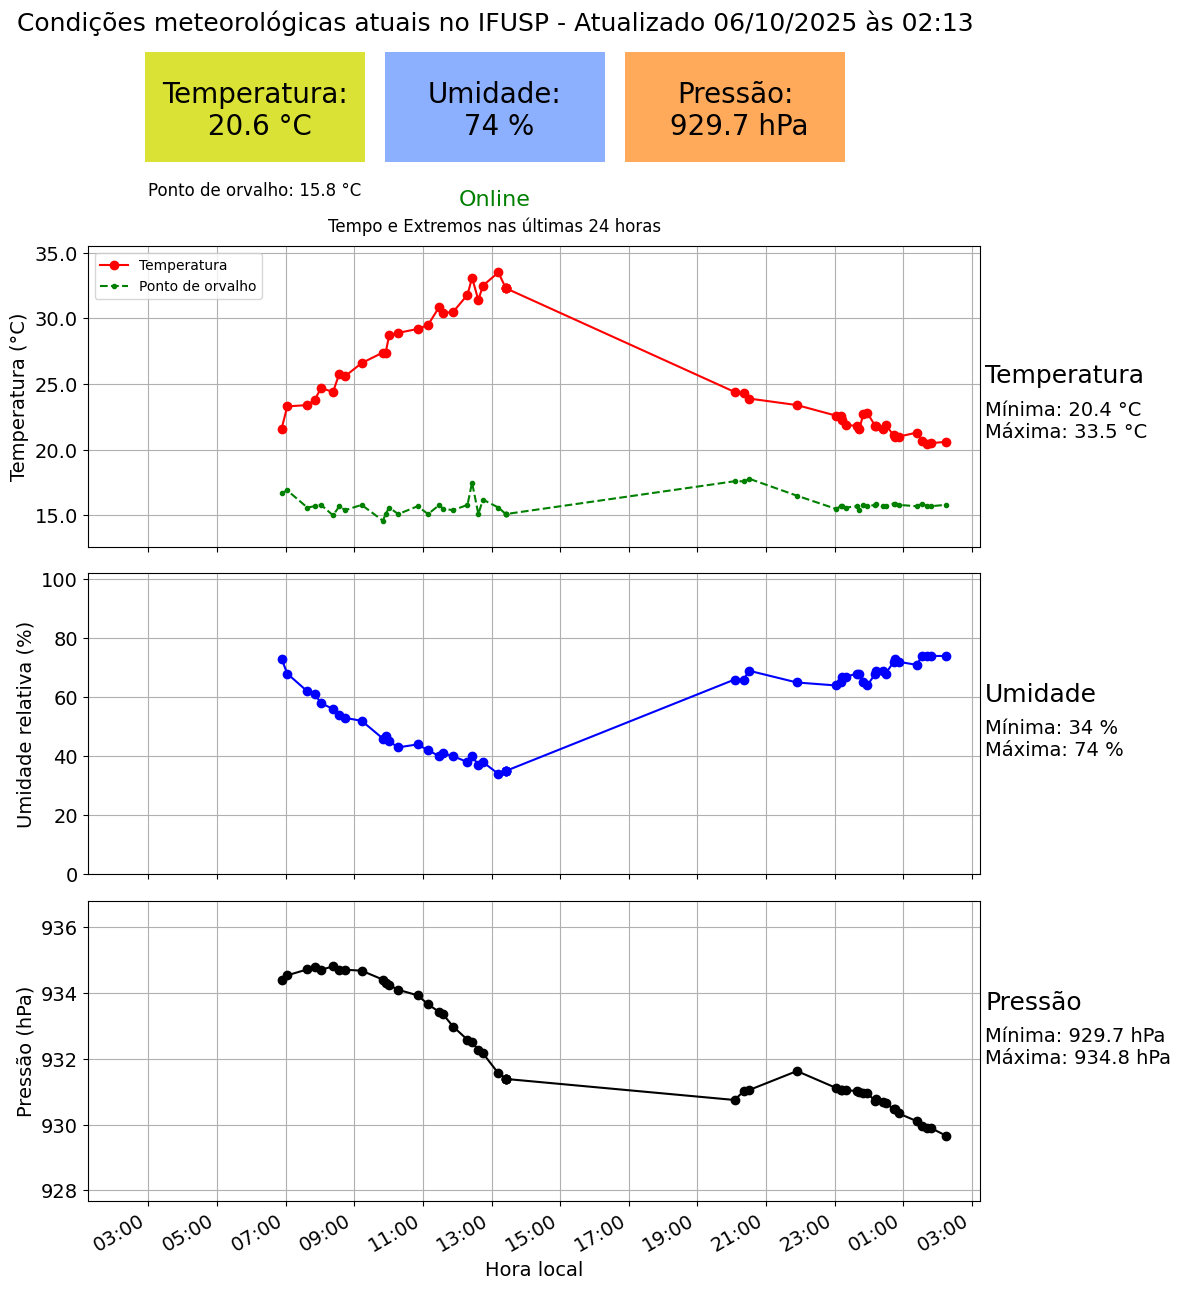 Condições meteorológicas atuais no IFUSP - Atualizado 06/10/2025 às 02:13
Temperatura:
20.6 °C
Umidade:
74 %
Pressão:
929.7 hPa
Ponto de orvalho: 15.8 °C
Online
Tempo e Extremos nas últimas 24 horas
Temperatura (°C)
35.0
30.0
25.0
20.0
15.0
Temperatura
Ponto de orvalho
Temperatura
Mínima: 20.4 °C
Máxima: 33.5 °C
Umidade relativa (%)
100
80
60
40
20
0
Umidade
Mínima: 34 %
Máxima: 74 %
Pressão (hPa)
936
934
932
930
928
Pressão
Mínima: 929.7 hPa
Máxima: 934.8 hPa
03:00 05:00 07:00 09:00 11:00 13:00 15:00 17:00 19:00 21:00 23:00 01:00 03:00
Hora local